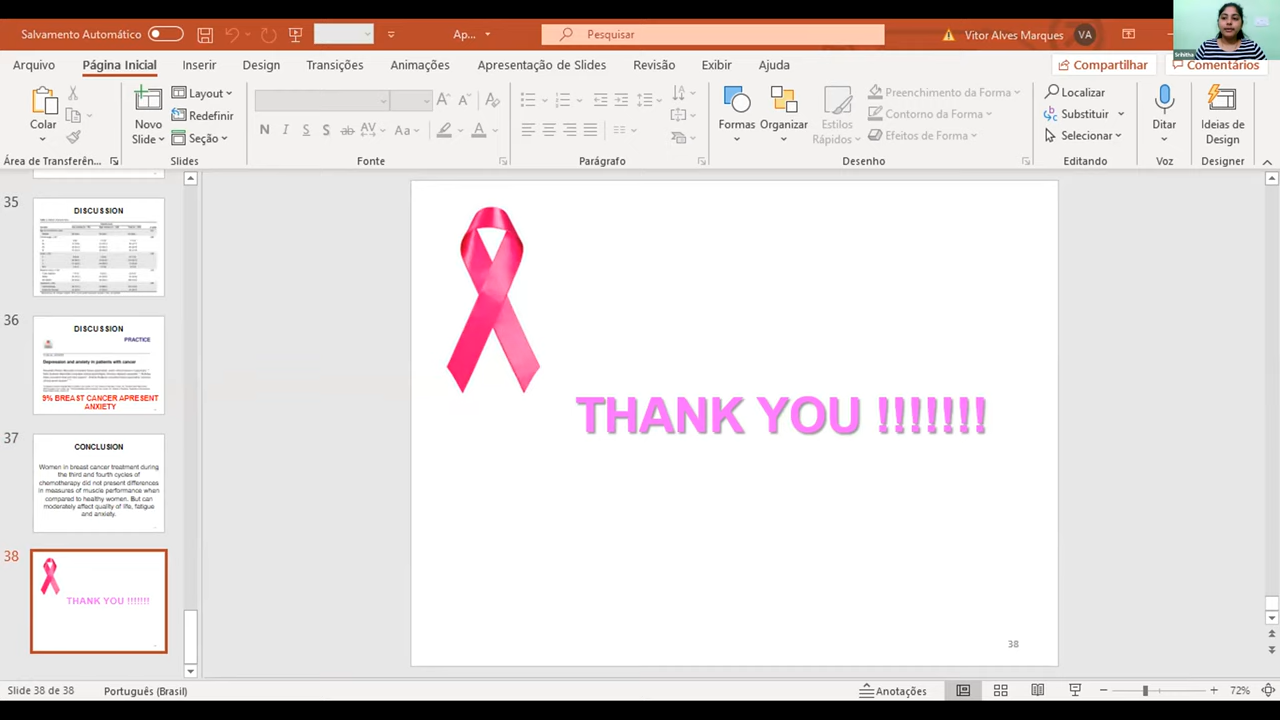 Salvamento Automático
Ap...
Pesquisar
Vitor Alves Marques
VA
Arquivo
Página Inicial
Inserir
Design
Transições
Animações
Apresentação de Slides
Revisão
Exibir
Ajuda
Compartilhar
Comentários
Colar
Novo
Slide
Layout
Redefinir
Seção
Formas
Organizar
Estilos
Rápidos
Preenchimento da Forma
Contorno da Forma
Efeitos de Forma
Localizar
Substituir
Selecionar
Ditar
Ideias de
Design
Área de Transferên...
Slides
Fonte
Parágrafo
Desenho
Editando
Voz
Designer
35
DISCUSSION
36
DISCUSSION
PRACTICE
Depression and anxiety in patients with cancer
9% BREAST CANCER APRESENT
ANXIETY
37
CONCLUSION
Women in breast cancer treatment during
the third and fourth cycles of
chemotherapy did not present differences
in measures of muscle performance when
compared to healthy women. But can
moderately affect quality of life, fatigue
and anxiety.
38
THANK YOU !!!!!!!
THANK YOU !!!!!!!
38
Slide 38 de 38
Português (Brasil)
Anotações
72%